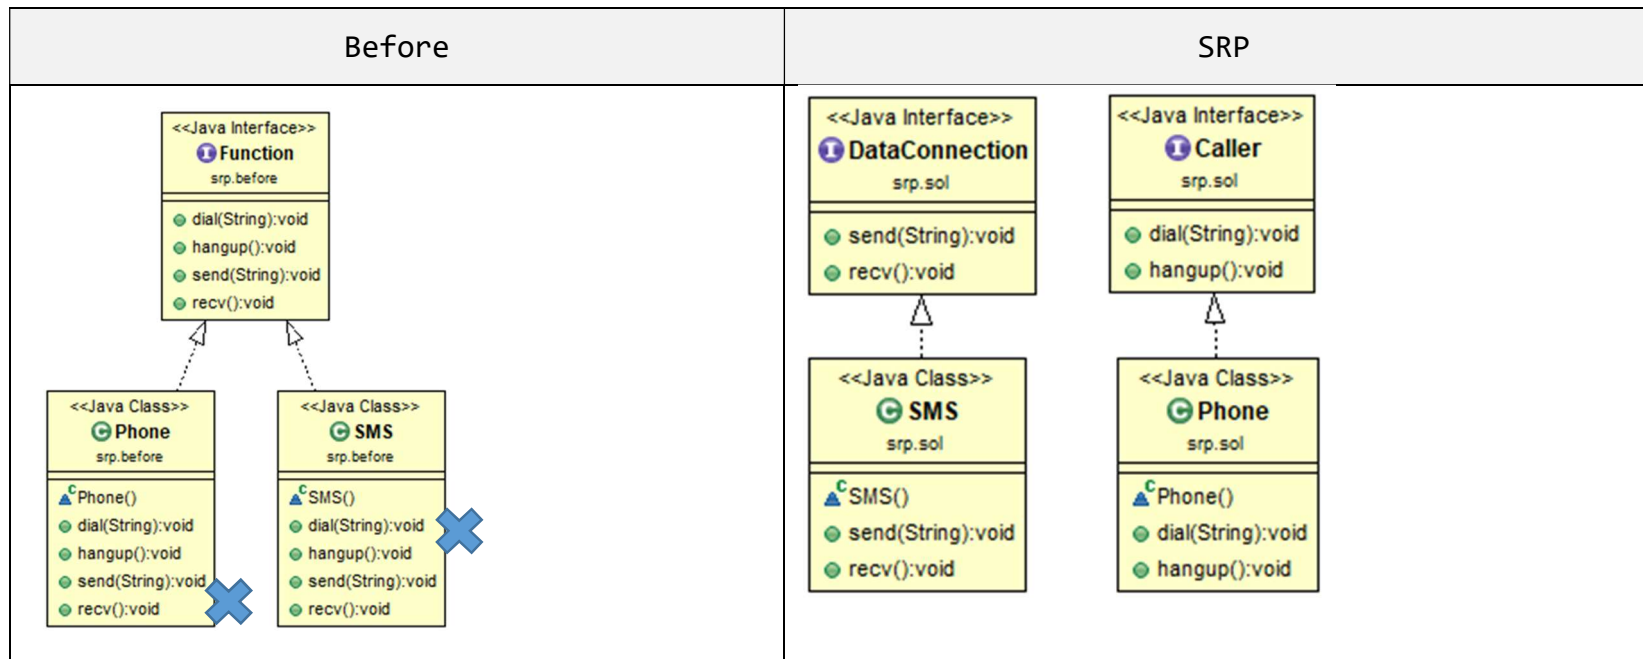 Before
SRP
<<Java Interface>>
I Function
srp.before
dial(String):void
hangup():void
send(String):void
recv():void
<<Java Class>>
C Phone
srp.before
C Phone()
dial(String):void
hangup():void
send(String):void
recv():void
<<Java Class>>
C SMS
srp.before
C SMS()
dial(String):void
hangup():void
send(String):void
recv():void
<<Java Interface>>
I DataConnection
srp.sol
send(String):void
recv():void
<<Java Class>>
C SMS
srp.sol
C SMS()
send(String):void
recv():void
<<Java Interface>>
I Caller
srp.sol
dial(String):void
hangup():void
<<Java Class>>
C Phone
srp.sol
C Phone()
dial(String):void
hangup():void